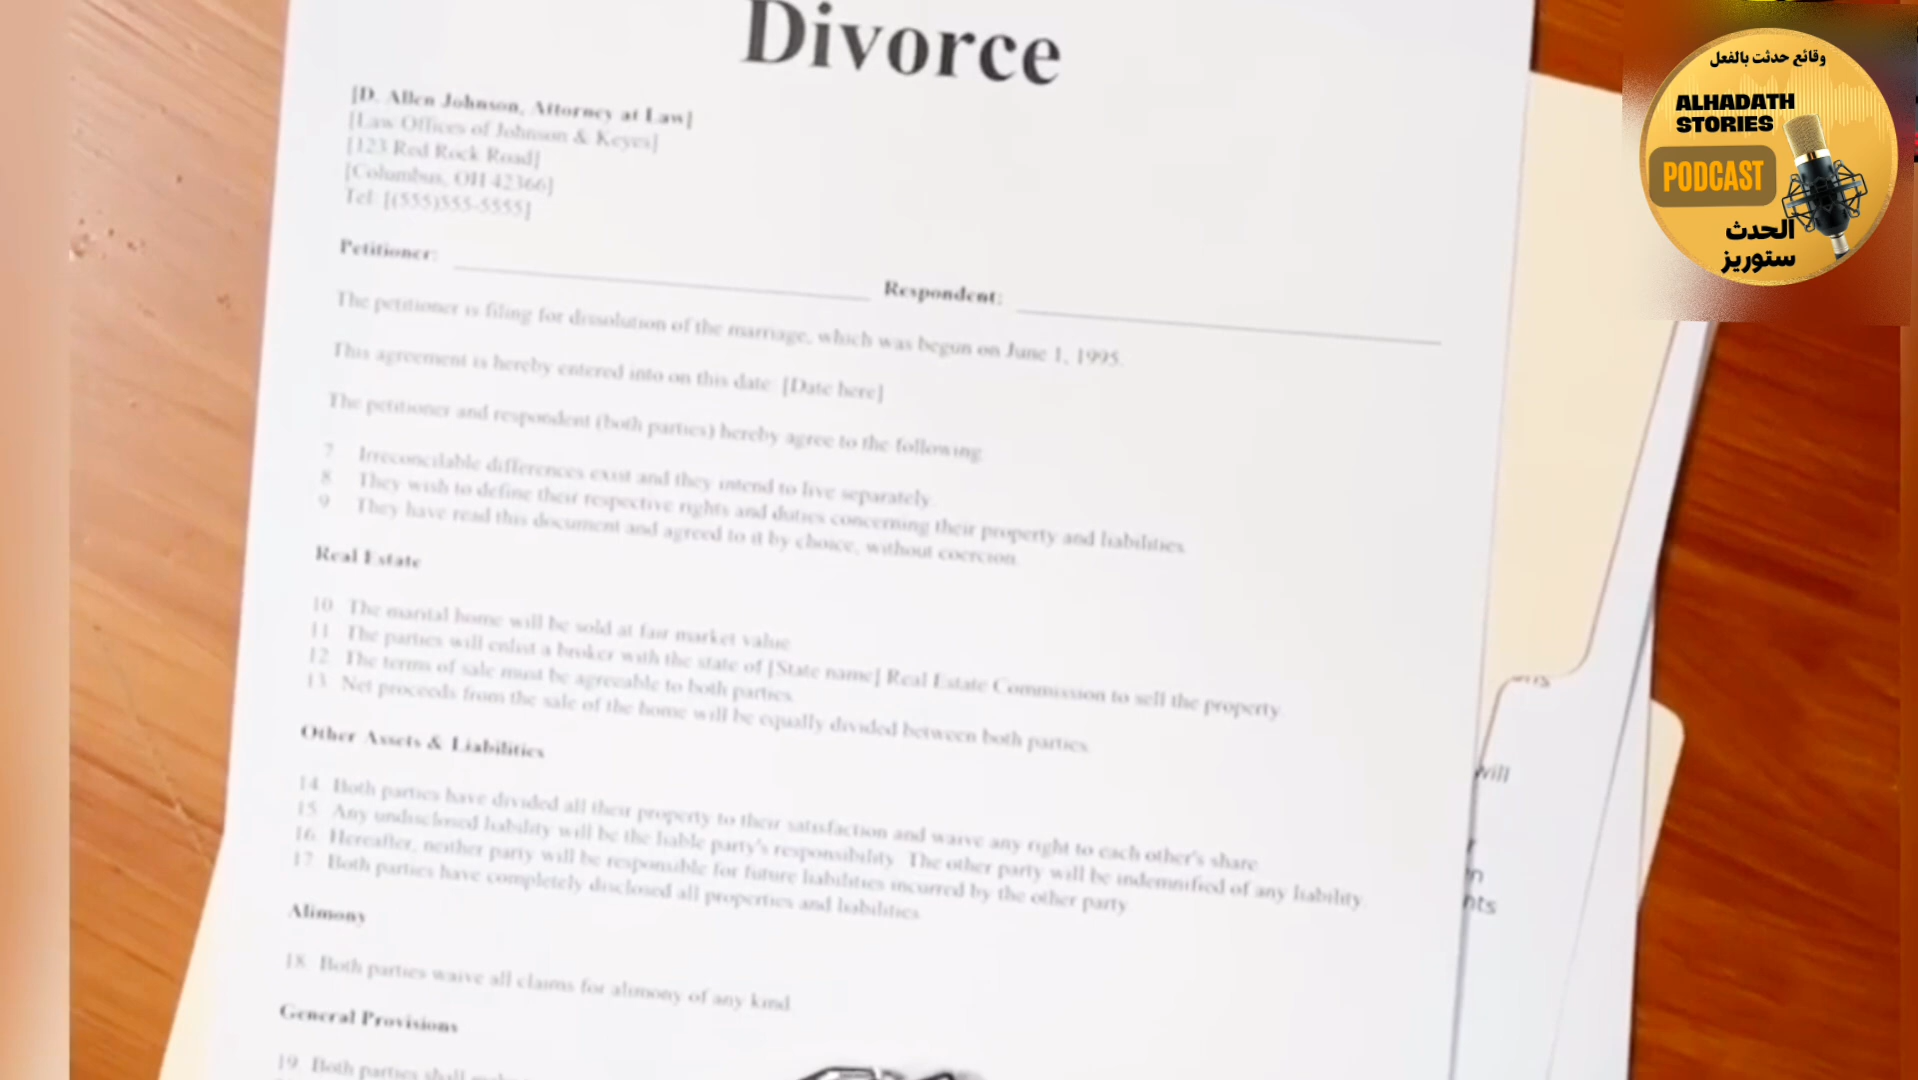 Divorce
[D. Allen Johnson, Attorney at Law]
[Law Offices of Johnson & Keyes]
[123 Red Rock Road]
[Columbus, OH 42366]
Tel: [(555)555-5555]
Petitioner:
Respondent:
The petitioner is filing for dissolution of the marriage, which was begun on June 1, 1995.
This agreement is hereby entered into on this date: [Date here]
The petitioner and respondent (both parties) hereby agree to the following
7. Irreconcilable differences exist and they intend to live separately.
8. They wish to define their respective rights and duties concerning their property and liabilities.
9. They have read this document and agreed to it by choice, without coercion.
Real Estate
10. The marital home will be sold at fair market value
11. The parties will enlist a broker with the state of [State name] Real Estate Commission to sell the property.
12. The terms of sale must be agreeable to both parties.
13. Net proceeds from the sale of the home will be equally divided between both parties.
Other Assets & Liabilities
14. Both parties have divided all their property to their satisfaction and waive any right to each other's share.
15. Any undisclosed liability will be the liable party's responsibility. The other party will be indemnified of any liability.
16. Hereafter, neither party will be responsible for future liabilities incurred by the other party.
17. Both parties have completely disclosed all properties and liabilities.
Alimony
18. Both parties waive all claims for alimony of any kind
General Provisions
19. Both parties shall
will
nts
وقائع حدثت بالفعل
ALHADATH
STORIES
PODCAST
الحدث
ستوريز